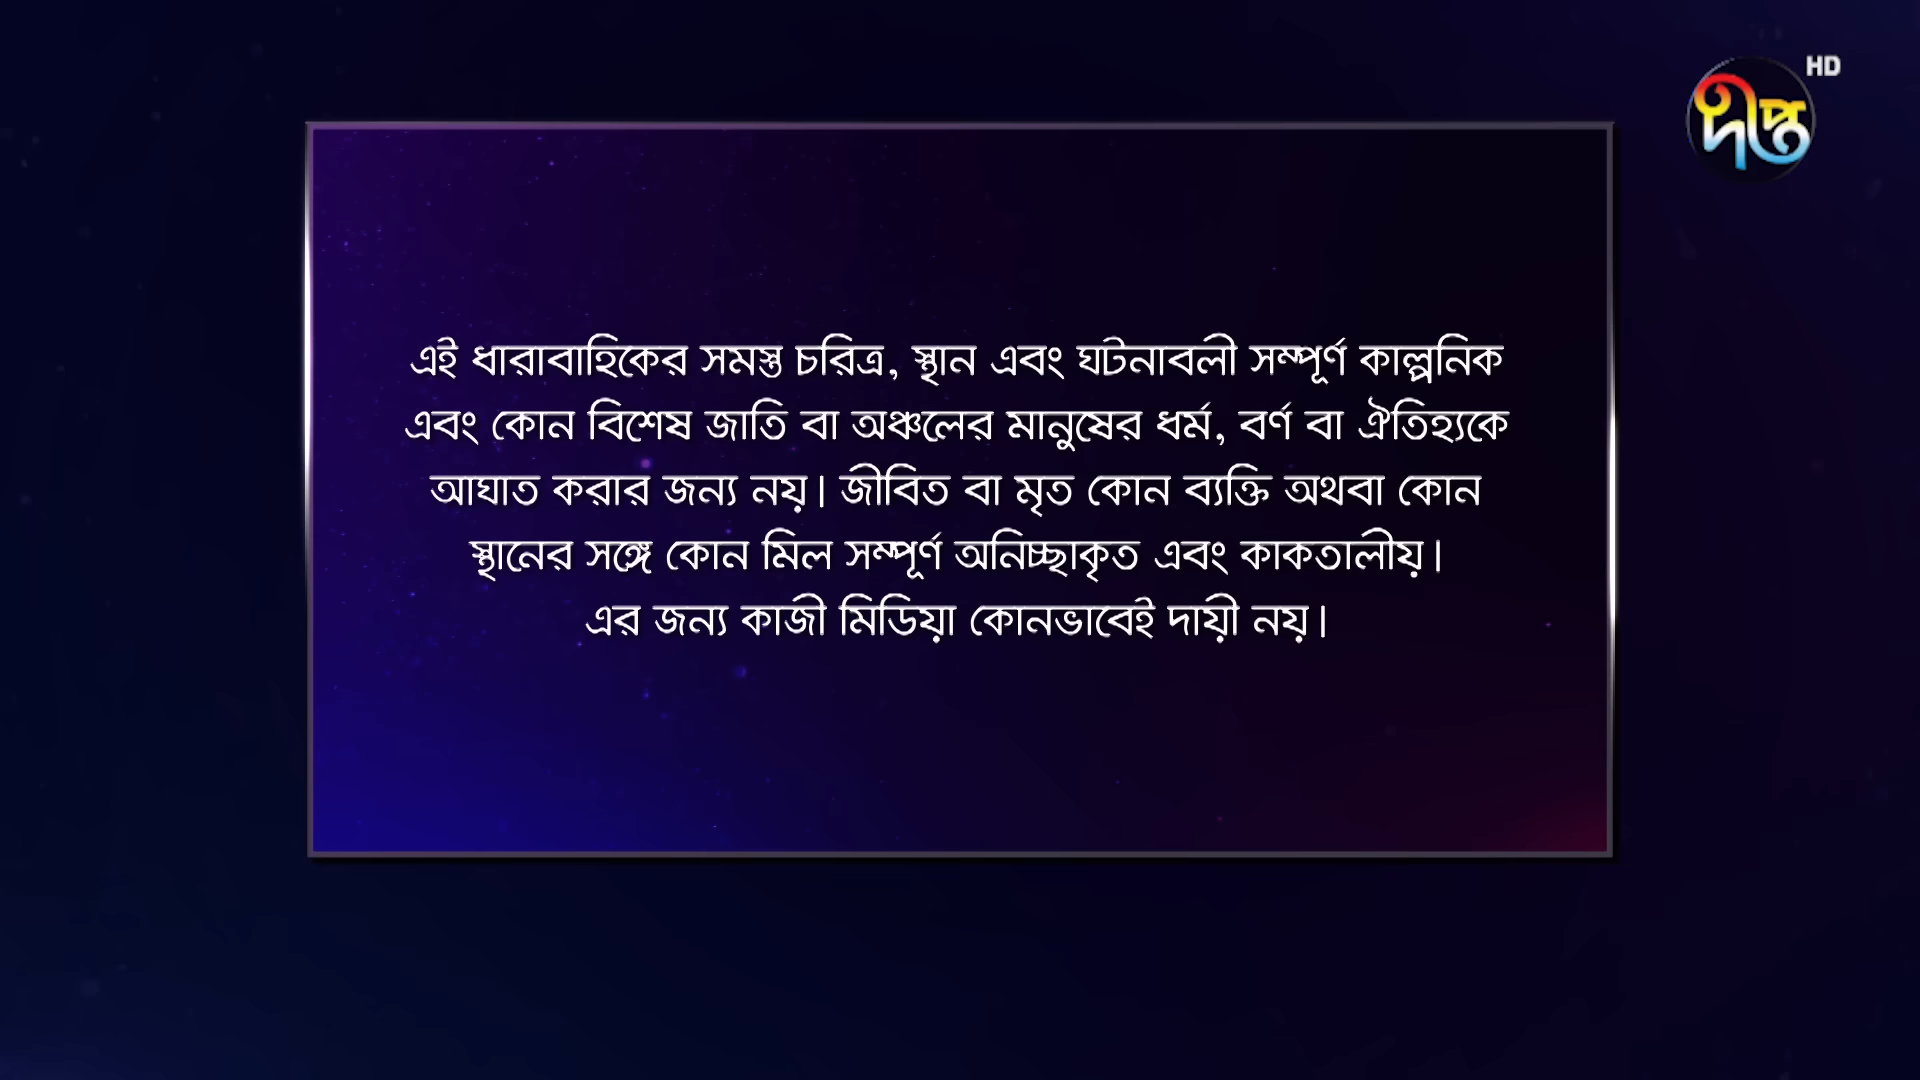 HD
দীপ্ত
এই ধারাবাহিকের সমস্ত চরিত্র, স্থান এবং ঘটনাবলী সম্পূর্ণ কাল্পনিক
এবং কোন বিশেষ জাতি বা অঞ্চলের মানুষের ধর্ম, বর্ণ বা ঐতিহ্যকে
আঘাত করার জন্য নয়। জীবিত বা মৃত কোন ব্যক্তি অথবা কোন
স্থানের সঙ্গে কোন মিল সম্পূর্ণ অনিচ্ছাকৃত এবং কাকতালীয়।
এর জন্য কাজী মিডিয়া কোনভাবেই দায়ী নয়।